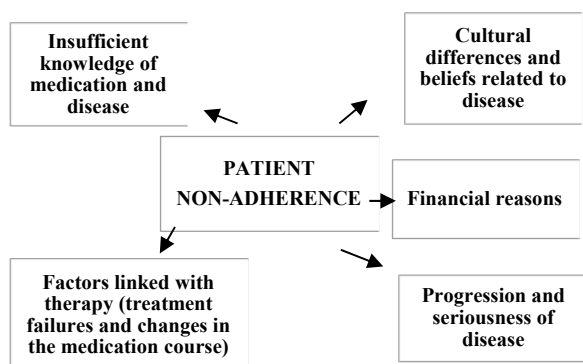 Insufficient
knowledge of
medication and
disease
Cultural
differences and
beliefs related to
disease
PATIENT
NON-ADHERENCE
Financial reasons
Factors linked with
therapy (treatment
failures and changes in
the medication course)
Progression and
seriousness of
disease